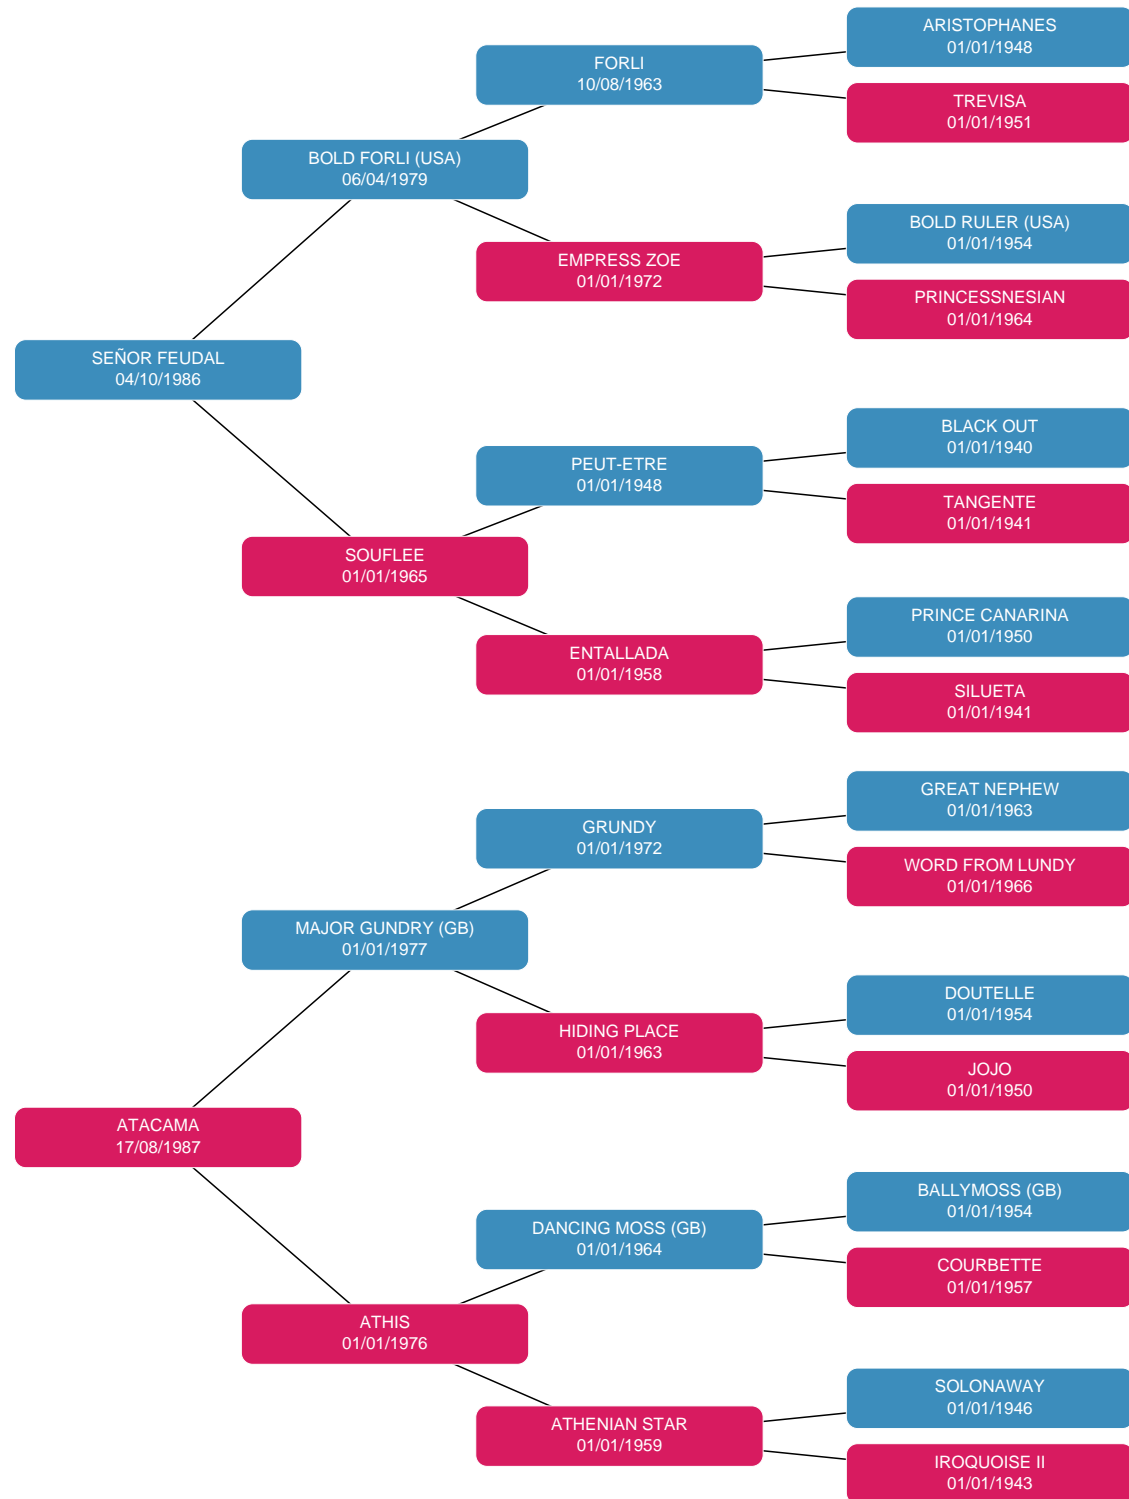 ARISTOPHANES
01/01/1948
FORLI
10/08/1963
TREVISA
01/01/1951
BOLD FORLI (USA)
06/04/1979
BOLD RULER (USA)
01/01/1954
EMPRESS ZOE
01/01/1972
PRINCESSNESIAN
01/01/1964
SEÑOR FEUDAL
04/10/1986
BLACK OUT
01/01/1940
PEUT-ETRE
01/01/1948
TANGENTE
01/01/1941
SOUFLEE
01/01/1965
PRINCE CANARINA
01/01/1950
ENTALLADA
01/01/1958
SILUETA
01/01/1941
GREAT NEPHEW
01/01/1963
GRUNDY
01/01/1972
WORD FROM LUNDY
01/01/1966
MAJOR GUNDRY (GB)
01/01/1977
DOUTELLE
01/01/1954
HIDING PLACE
01/01/1963
JOJO
01/01/1950
ATACAMA
17/08/1987
BALLYMOSS (GB)
01/01/1954
DANCING MOSS (GB)
01/01/1964
COURBETTE
01/01/1957
ATHIS
01/01/1976
SOLONAWAY
01/01/1946
ATHENIAN STAR
01/01/1959
IROQUOISE II
01/01/1943